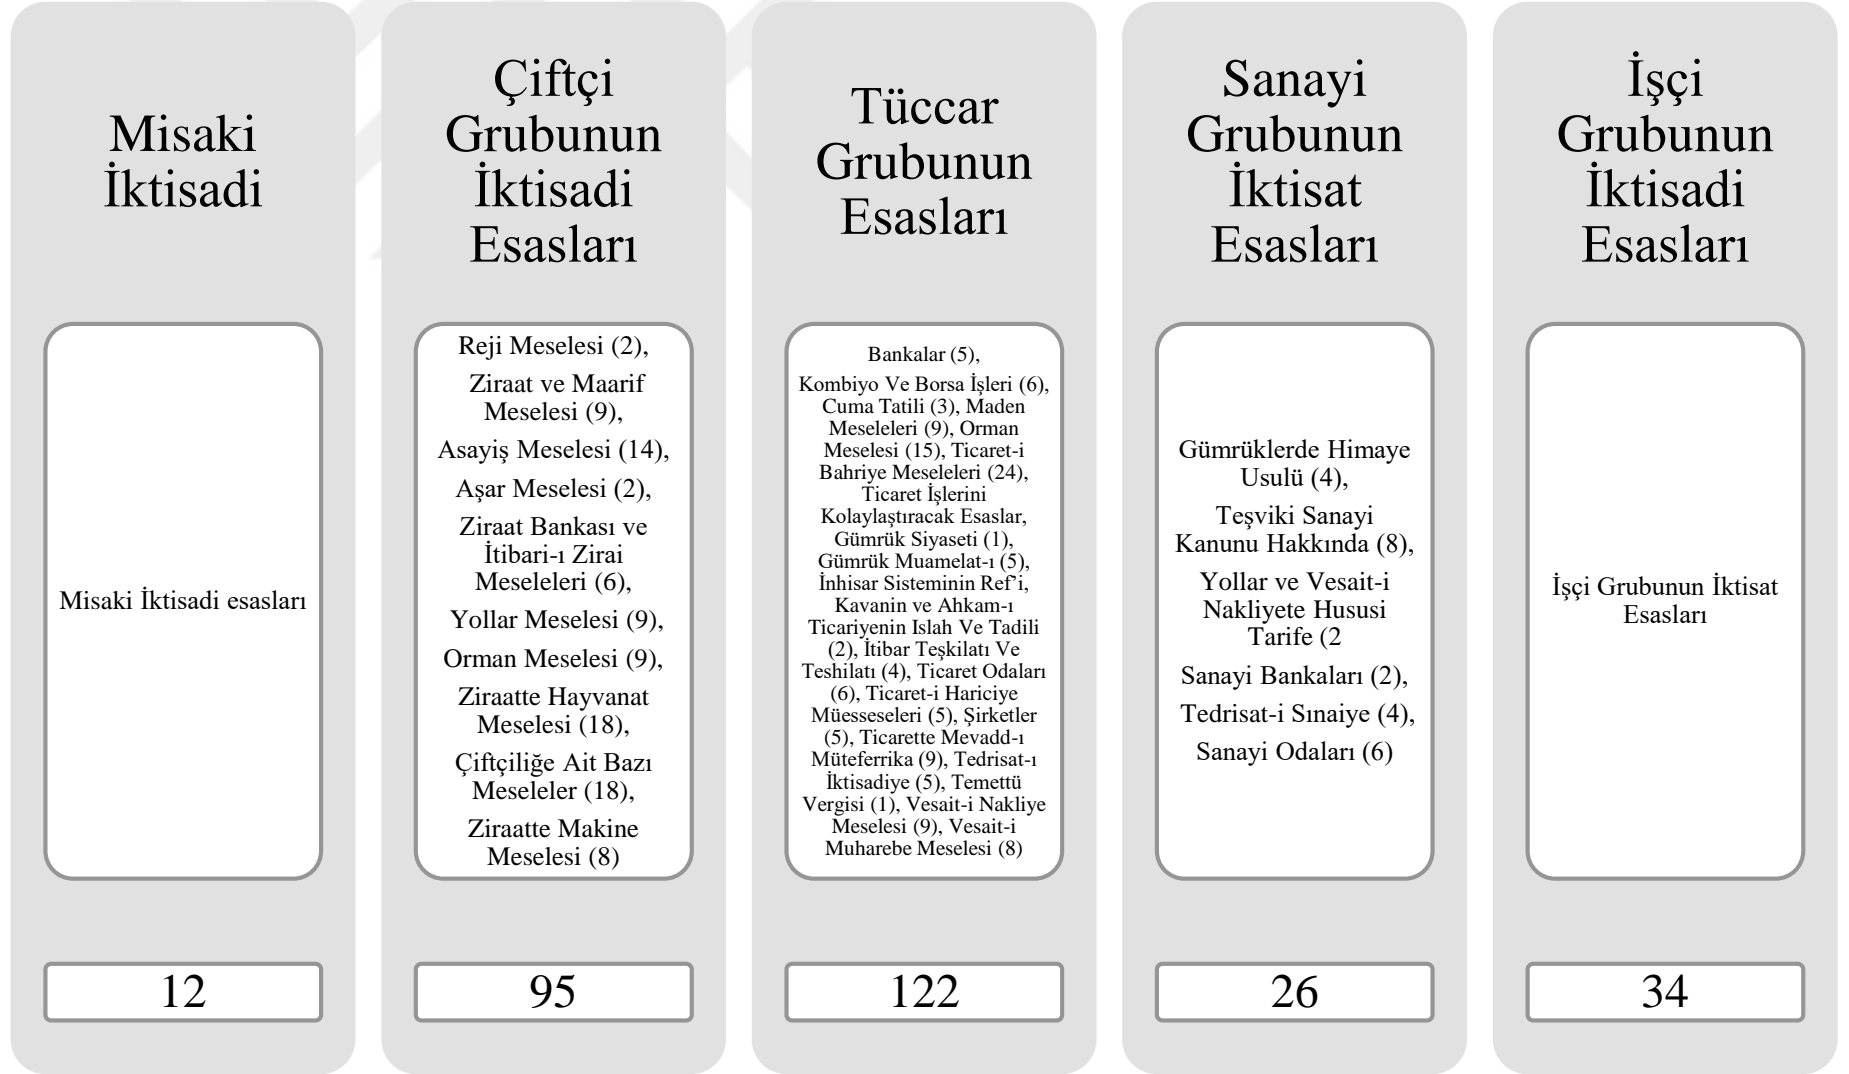 Misaki
İktisadi
Misaki İktisadi esasları
12
Çiftçi
Grubunun
İktisadi
Esasları
Reji Meselesi (2),
Ziraat ve Maarif
Meselesi (9),
Asayiş Meselesi (14),
Aşar Meselesi (2),
Ziraat Bankası ve
İtibari-ı Zirai
Meseleleri (6),
Yollar Meselesi (9),
Orman Meselesi (9),
Ziraatte Hayvanat
Meselesi (18),
Çiftçiliğe Ait Bazı
Meseleler (18),
Ziraatte Makine
Meselesi (8)
95
Tüccar
Grubunun
Esasları
Bankalar (5),
Kombiyo Ve Borsa İşleri (6),
Cuma Tatili (3), Maden
Meseleleri (9), Orman
Meselesi (15), Ticaret-i
Bahriye Meseleleri (24),
Ticaret İşlerini
Kolaylaştıracak Esaslar,
Gümrük Siyaseti (1),
Gümrük Muamelat-ı (5),
İnhisar Sisteminin Ref’i,
Kavanin ve Ahkam-ı
Ticariyenin Islah Ve Tadili
(2), İtibar Teşkilatı Ve
Teshilatı (4), Ticaret Odaları
(6), Ticaret-i Hariciye
Müesseseleri (5), Şirketler
(5), Ticarette Mevadd-ı
Müteferrika (9), Tedrisat-ı
İktisadiye (5), Temettü
Vergisi (1), Vesait-i Nakliye
Meselesi (9), Vesait-i
Muharebe Meselesi (8)
122
Sanayi
Grubunun
İktisat
Esasları
Gümrüklerde Himaye
Usulü (4),
Teşviki Sanayi
Kanunu Hakkında (8),
Yollar ve Vesait-i
Nakliyete Hususi
Tarife (2
Sanayi Bankaları (2),
Tedrisat-i Sınaiye (4),
Sanayi Odaları (6)
26
İşçi
Grubunun
İktisadi
Esasları
İşçi Grubunun İktisat
Esasları
34